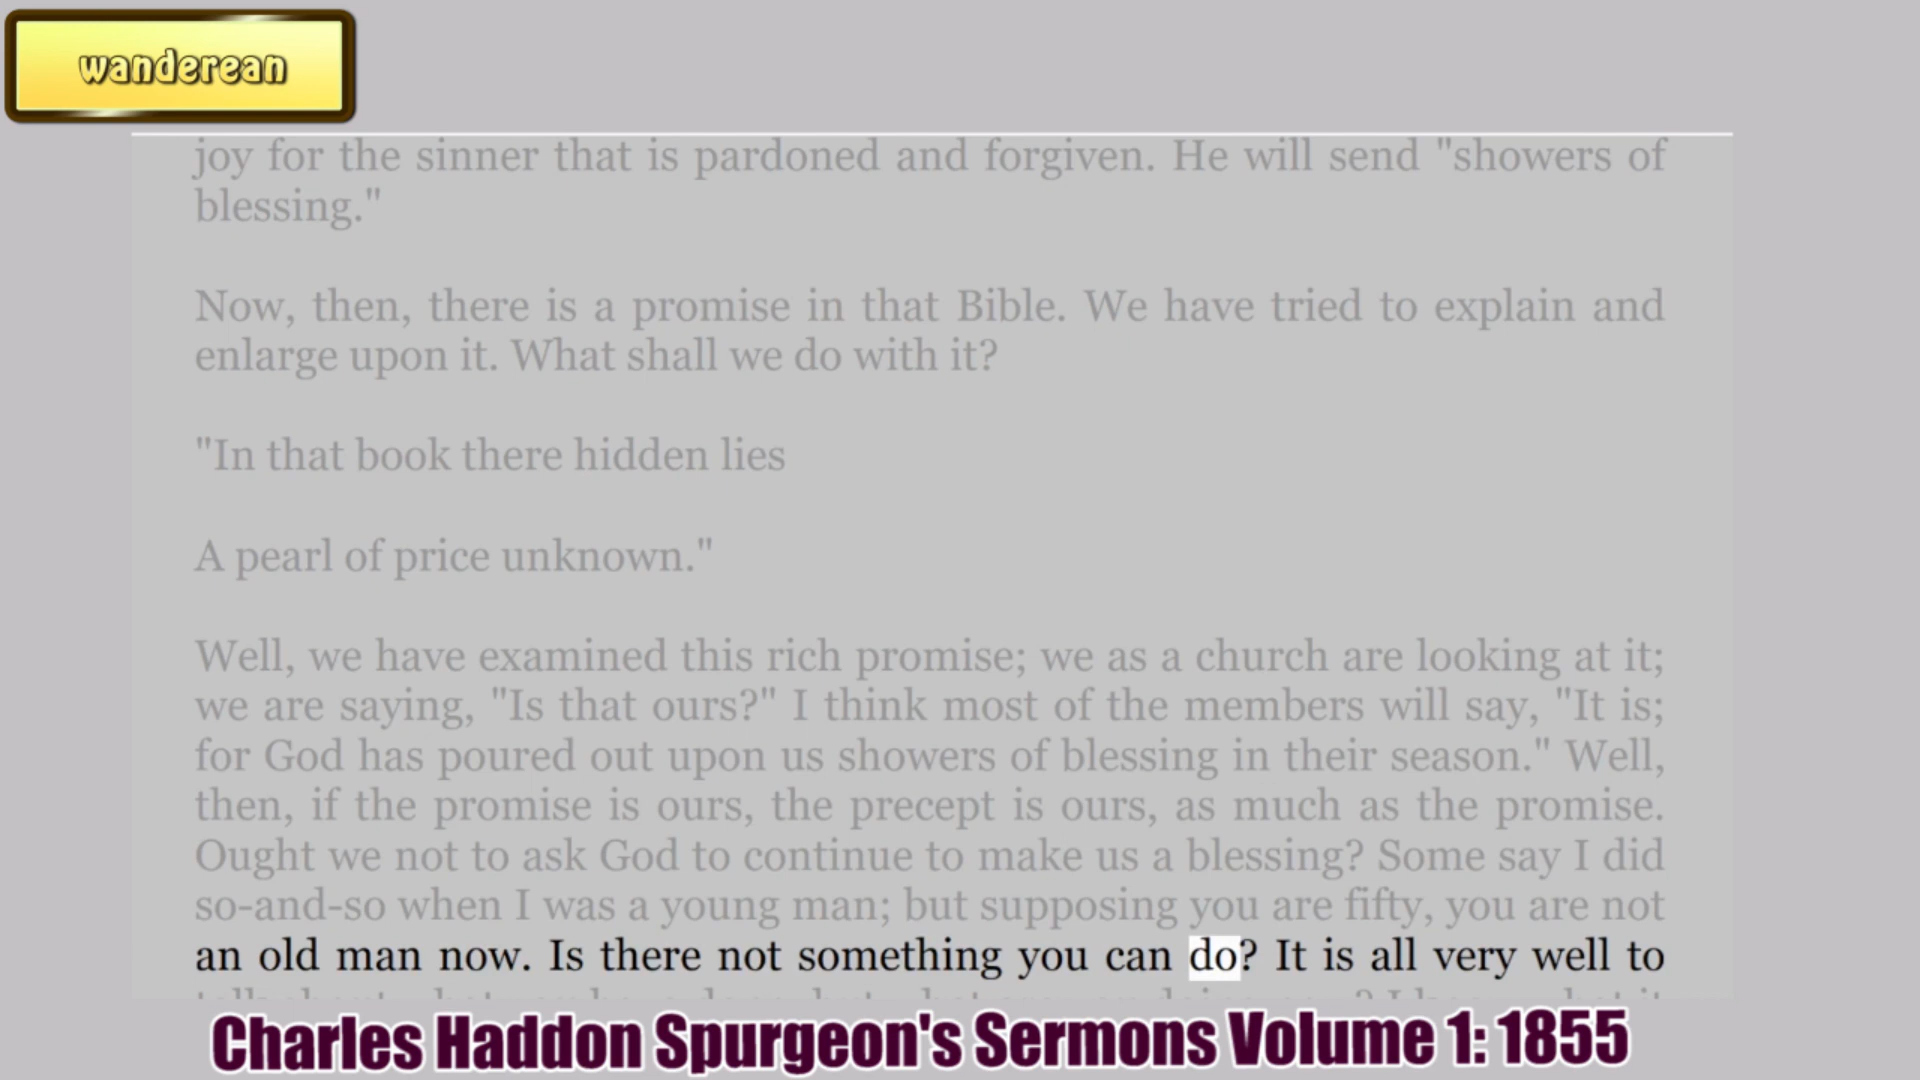 wanderean
joy for the sinner that is pardoned and forgiven. He will send "showers of
blessing."
Now, then, there is a promise in that Bible. We have tried to explain and
enlarge upon it. What shall we do with it?
"In that book there hidden lies
A pearl of price unknown."
Well, we have examined this rich promise; we as a church are looking at it;
we are saying, "Is that ours?" I think most of the members will say, "It is;
for God has poured out upon us showers of blessing in their season." Well,
then, if the promise is ours, the precept is ours, as much as the promise.
Ought we not to ask God to continue to make us a blessing? Some say I did
so-and-so when I was a young man; but supposing you are fifty, you are not
an old man now. Is there not something you can do? It is all very well to
Charles Haddon Spurgeon's Sermons Volume 1: 1855